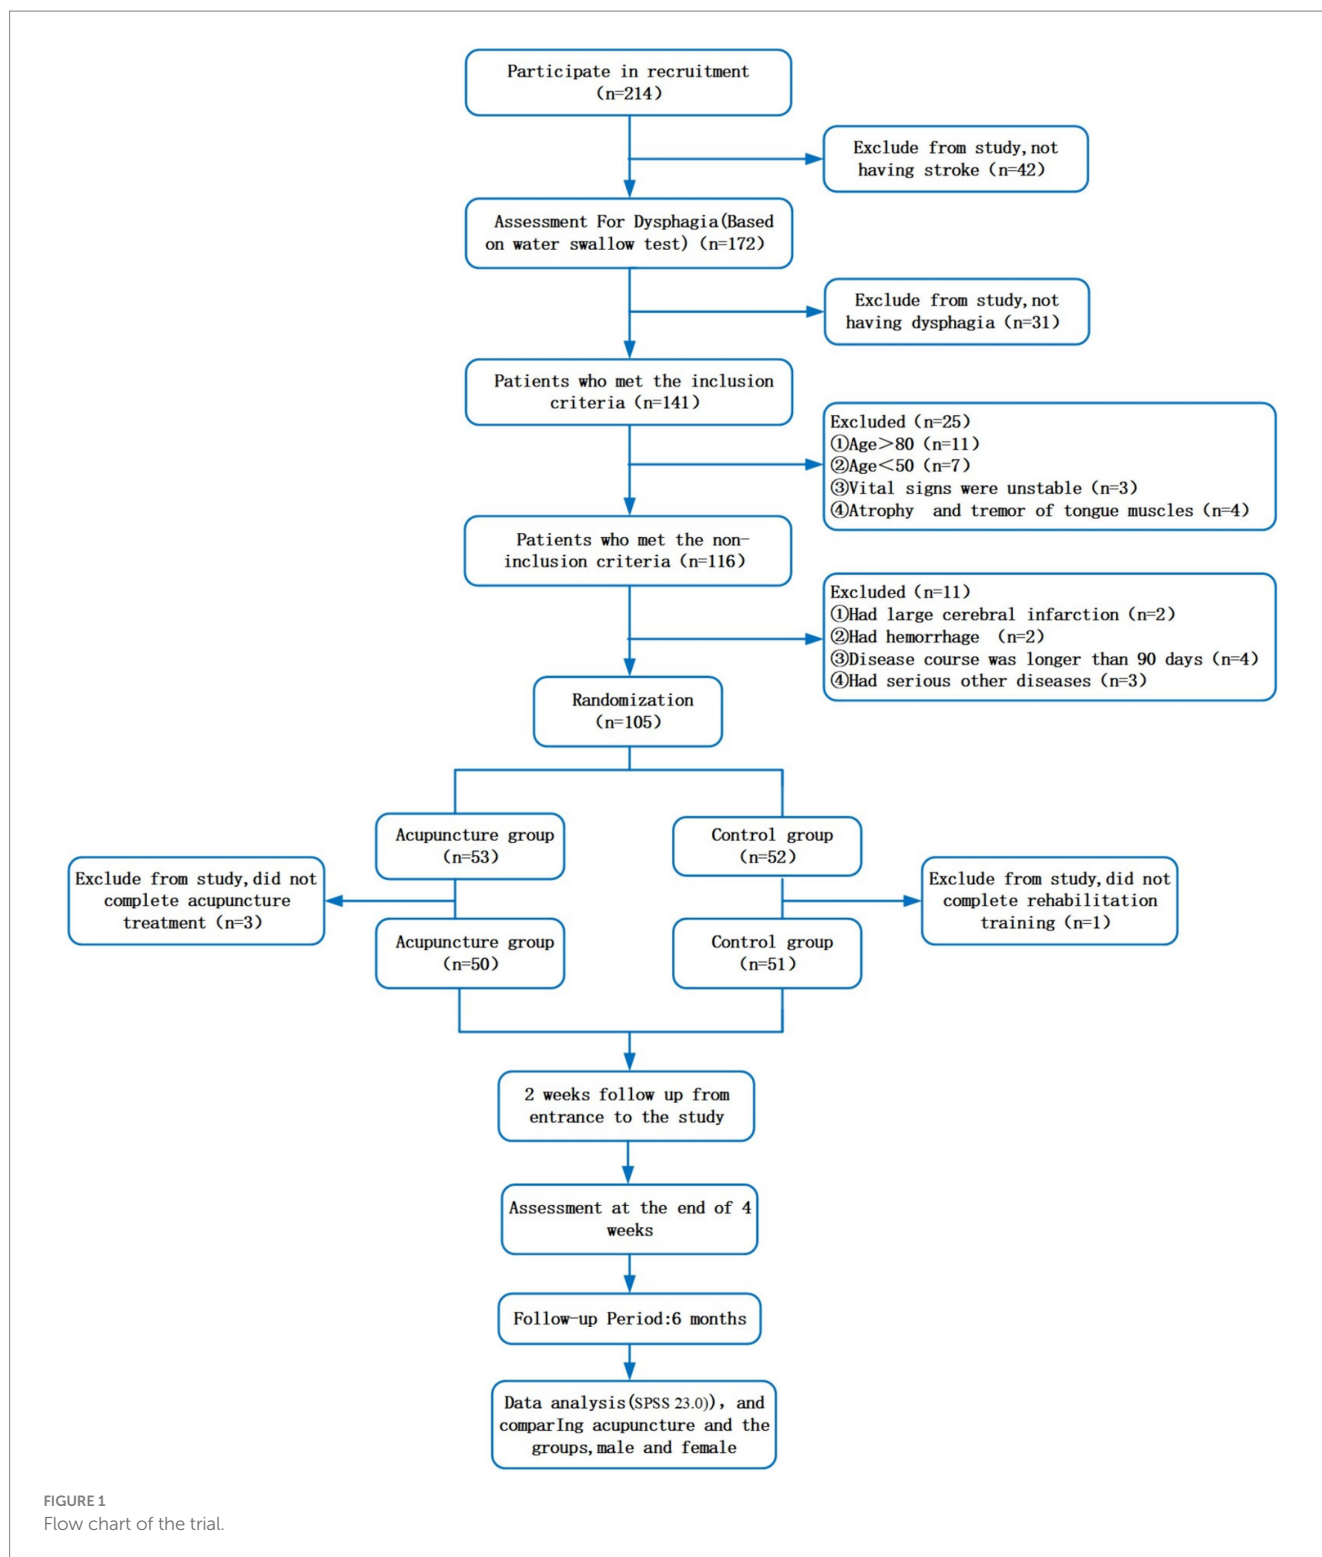 Participate in recruitment
(n=214)
Exclude from study,not
having stroke (n=42)
Assessment For Dysphagia(Based
on water swallow test) (n=172)
Exclude from study,not
having dysphagia (n=31)
Patients who met the inclusion
criteria (n=141)
Excluded (n=25)
①Age>80 (n=11)
②Age<50 (n=7)
③Vital signs were unstable (n=3)
④Atrophy and tremor of tongue muscles (n=4)
Patients who met the non-
inclusion criteria (n=116)
Excluded (n=11)
①Had large cerebral infarction (n=2)
②Had hemorrhage (n=2)
③Disease course was longer than 90 days (n=4)
④Had serious other diseases (n=3)
Randomization
(n=105)
Acupuncture group
(n=53)
Control group
(n=52)
Exclude from study,did not
complete acupuncture
treatment (n=3)
Exclude from study,did not
complete rehabilitation
training (n=1)
Acupuncture group
(n=50)
Control group
(n=51)
2 weeks follow up from
entrance to the study
Assessment at the end of 4
weeks
Follow-up Period:6 months
Data analysis(SPSS 23.0)), and
comparIng acupuncture and the
groups,male and female
FIGURE 1
Flow chart of the trial.